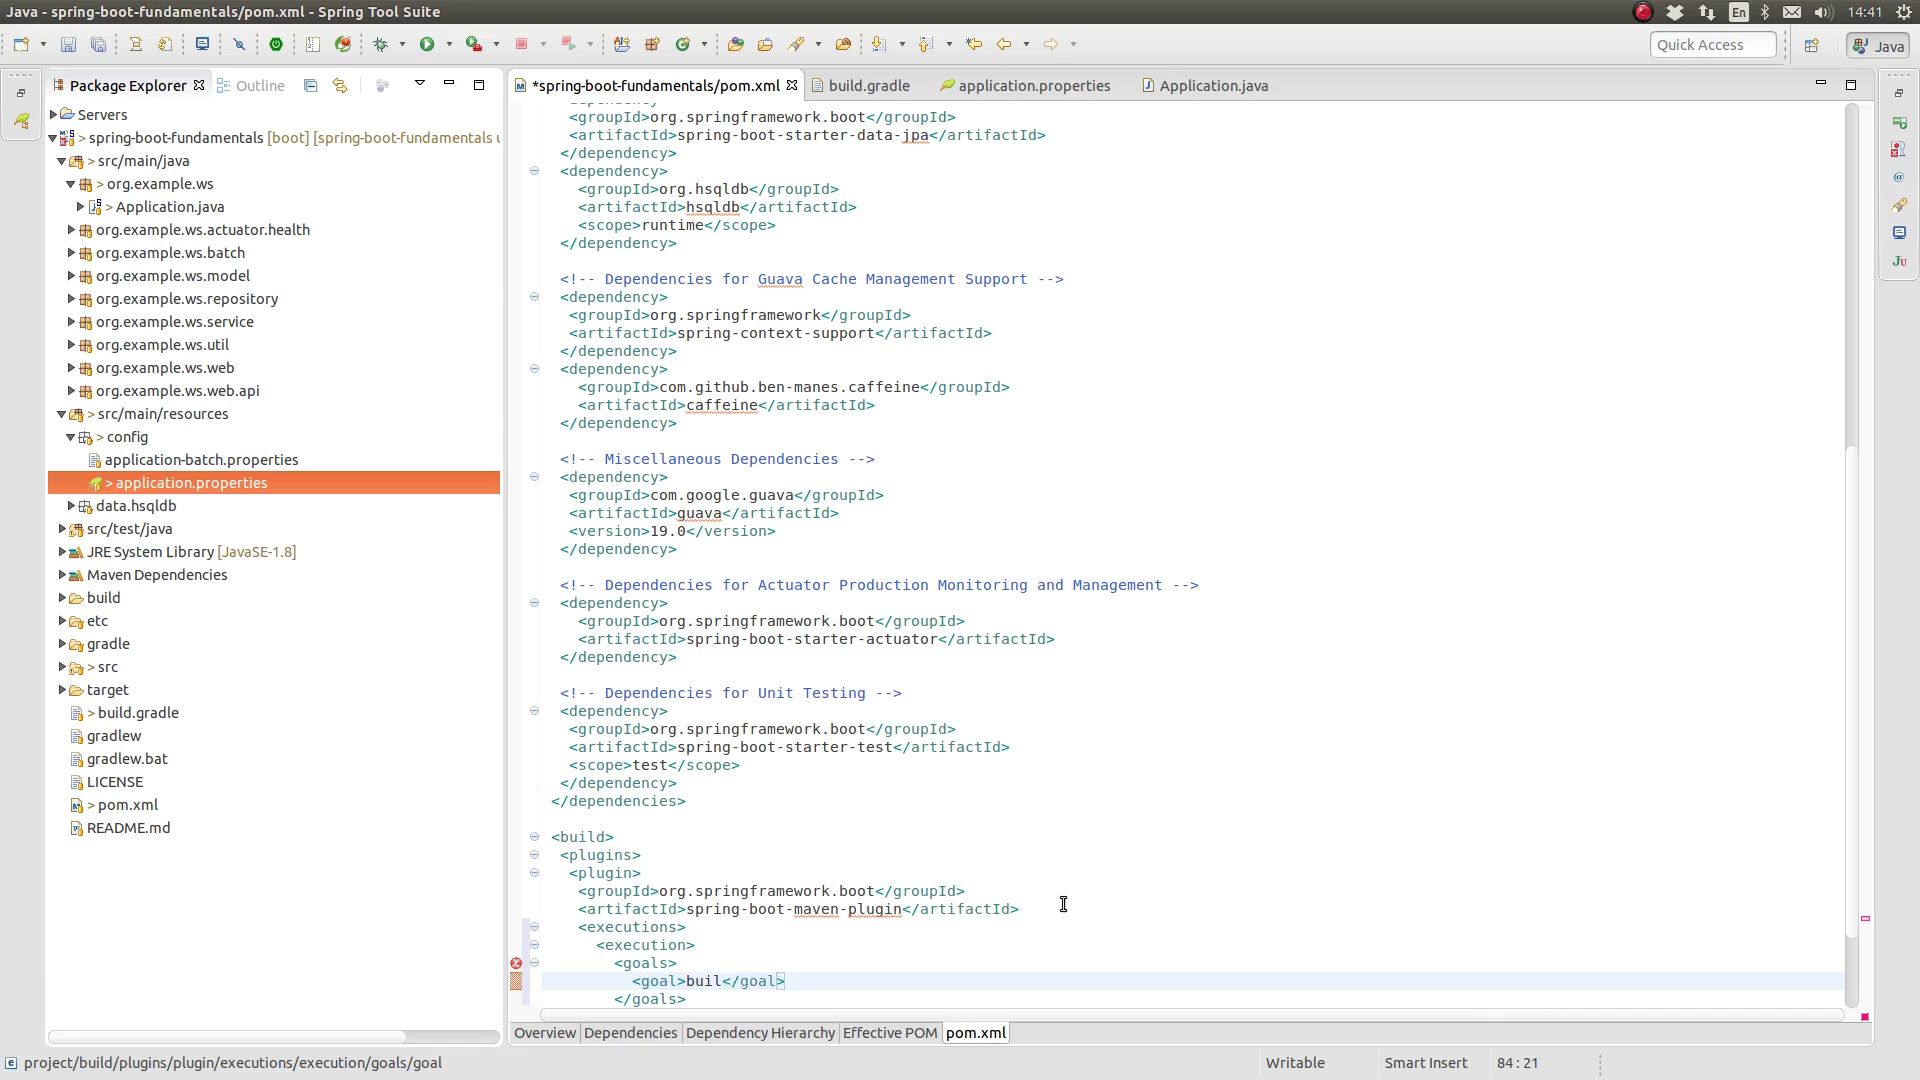 Java - spring-boot-fundamentals/pom.xml - Spring Tool Suite
En
14:41
Quick Access
Java
Package Explorer
Outline
*spring-boot-fundamentals/pom.xml
build.gradle
application.properties
Application.java
Servers
> spring-boot-fundamentals [boot] [spring-boot-fundamentals
> src/main/java
> org.example.ws
> Application.java
org.example.ws.actuator.health
org.example.ws.batch
org.example.ws.model
org.example.ws.repository
org.example.ws.service
org.example.ws.util
org.example.ws.web
org.example.ws.web.api
> src/main/resources
> config
application-batch.properties
> application.properties
data.hsqldb
src/test/java
JRE System Library [JavaSE-1.8]
Maven Dependencies
build
etc
gradle
> src
target
> build.gradle
gradlew
gradlew.bat
LICENSE
> pom.xml
README.md
<groupId>org.springframework.boot</groupId>
<artifactId>spring-boot-starter-data-jpa</artifactId>
</dependency>
<dependency>
<groupId>org.hsqldb</groupId>
<artifactId>hsqldb</artifactId>
<scope>runtime</scope>
</dependency>
<!-- Dependencies for Guava Cache Management Support -->
<dependency>
<groupId>org.springframework</groupId>
<artifactId>spring-context-support</artifactId>
</dependency>
<dependency>
<groupId>com.github.ben-manes.caffeine</groupId>
<artifactId>caffeine</artifactId>
</dependency>
<!-- Miscellaneous Dependencies -->
<dependency>
<groupId>com.google.guava</groupId>
<artifactId>guava</artifactId>
<version>19.0</version>
</dependency>
<!-- Dependencies for Actuator Production Monitoring and Management -->
<dependency>
<groupId>org.springframework.boot</groupId>
<artifactId>spring-boot-starter-actuator</artifactId>
</dependency>
<!-- Dependencies for Unit Testing -->
<dependency>
<groupId>org.springframework.boot</groupId>
<artifactId>spring-boot-starter-test</artifactId>
<scope>test</scope>
</dependency>
</dependencies>
<build>
<plugins>
<plugin>
<groupId>org.springframework.boot</groupId>
<artifactId>spring-boot-maven-plugin</artifactId>
<executions>
<execution>
<goals>
<goal>buil</goal>
</goals>
Overview
Dependencies
Dependency Hierarchy
Effective POM
pom.xml
project/build/plugins/plugin/executions/execution/goals/goal
Writable
Smart Insert
84:21